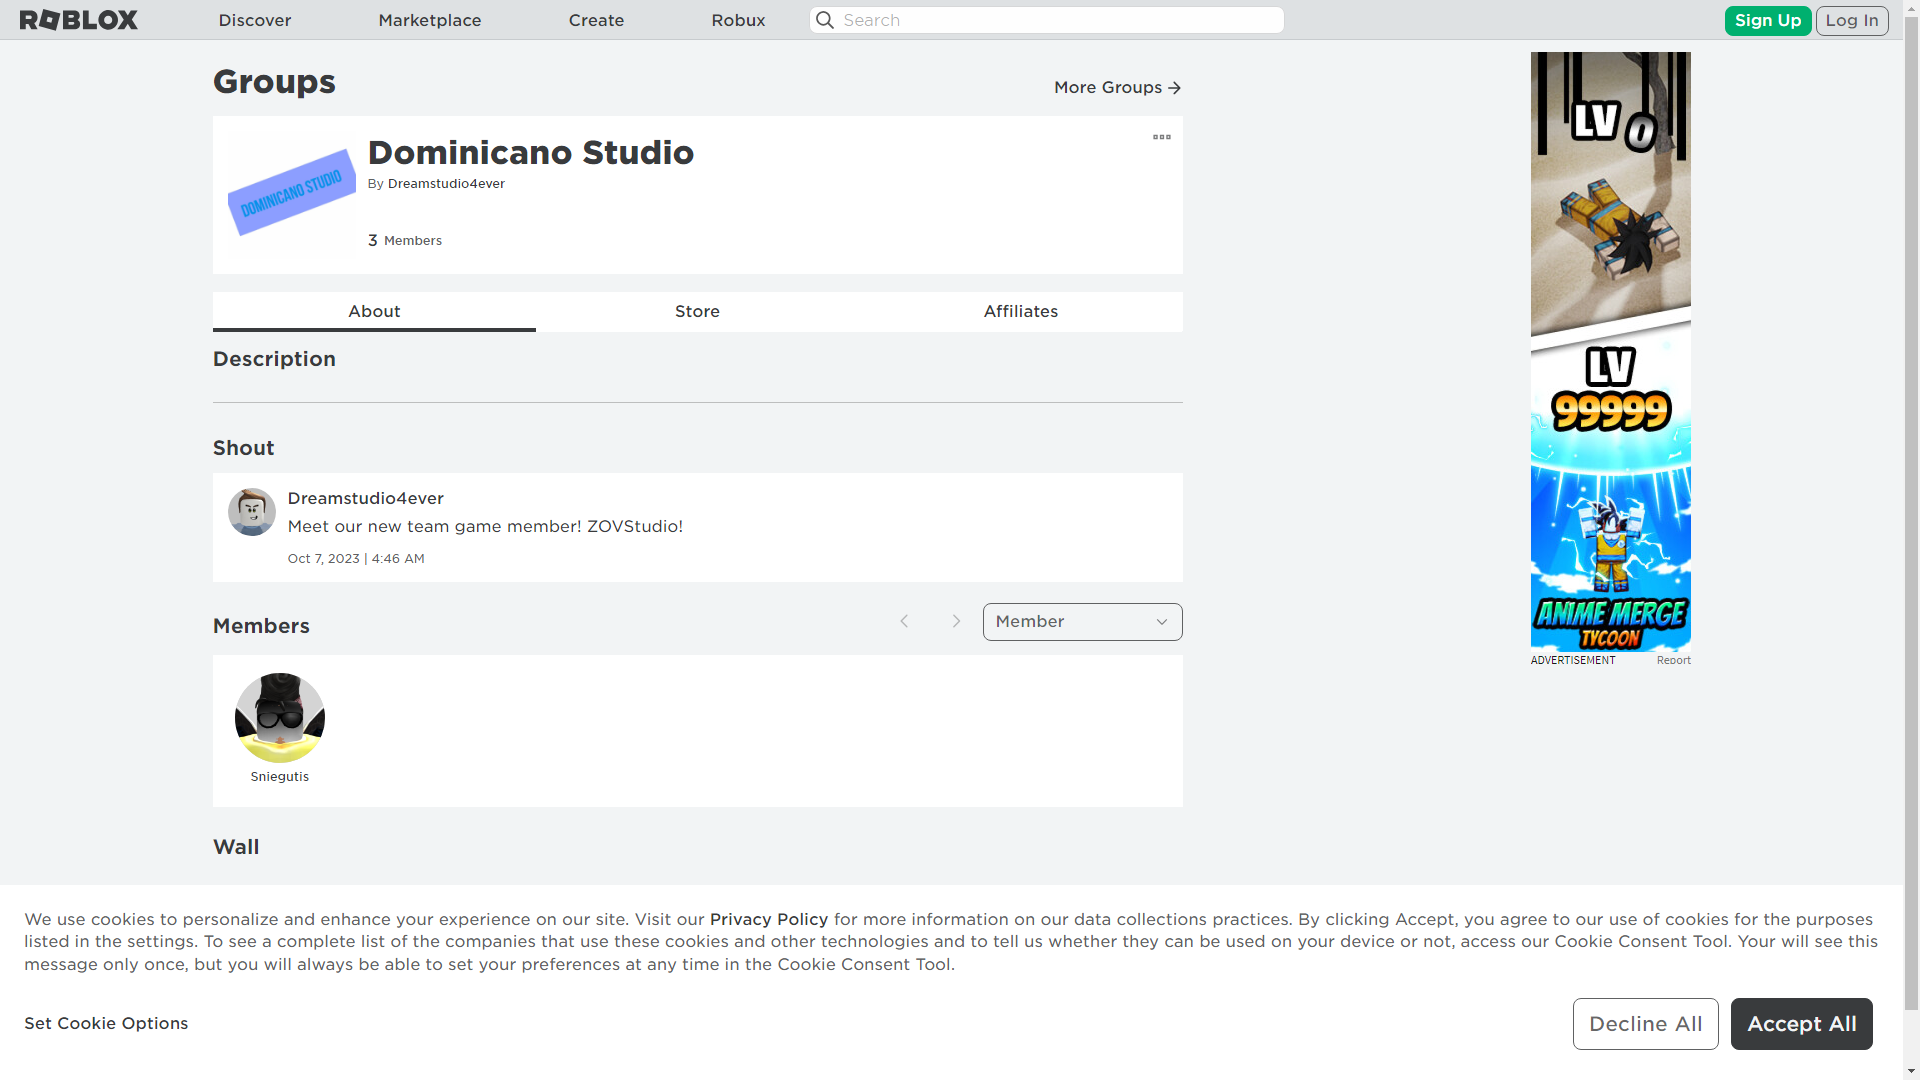 ROBLOX
Discover
Marketplace
Create
Robux
Search
Sign Up
Log In
Groups
More Groups
DOMINICANO STUDIO
Dominicano Studio
By Dreamstudio4ever
3 Members
About
Store
Affiliates
Description
Shout
Dreamstudio4ever
Meet our new team game member! ZOVStudio!
Oct 7, 2023 | 4:46 AM
Members
Member
Sniegutis
Wall
LV 0
LV
99999
ANIME MERGE
TYCOON
ADVERTISEMENT
Report
We use cookies to personalize and enhance your experience on our site. Visit our Privacy Policy for more information on our data collections practices. By clicking Accept, you agree to our use of cookies for the purposes
listed in the settings. To see a complete list of the companies that use these cookies and other technologies and to tell us whether they can be used on your device or not, access our Cookie Consent Tool. Your will see this
message only once, but you will always be able to set your preferences at any time in the Cookie Consent Tool.
Set Cookie Options
Decline All
Accept All